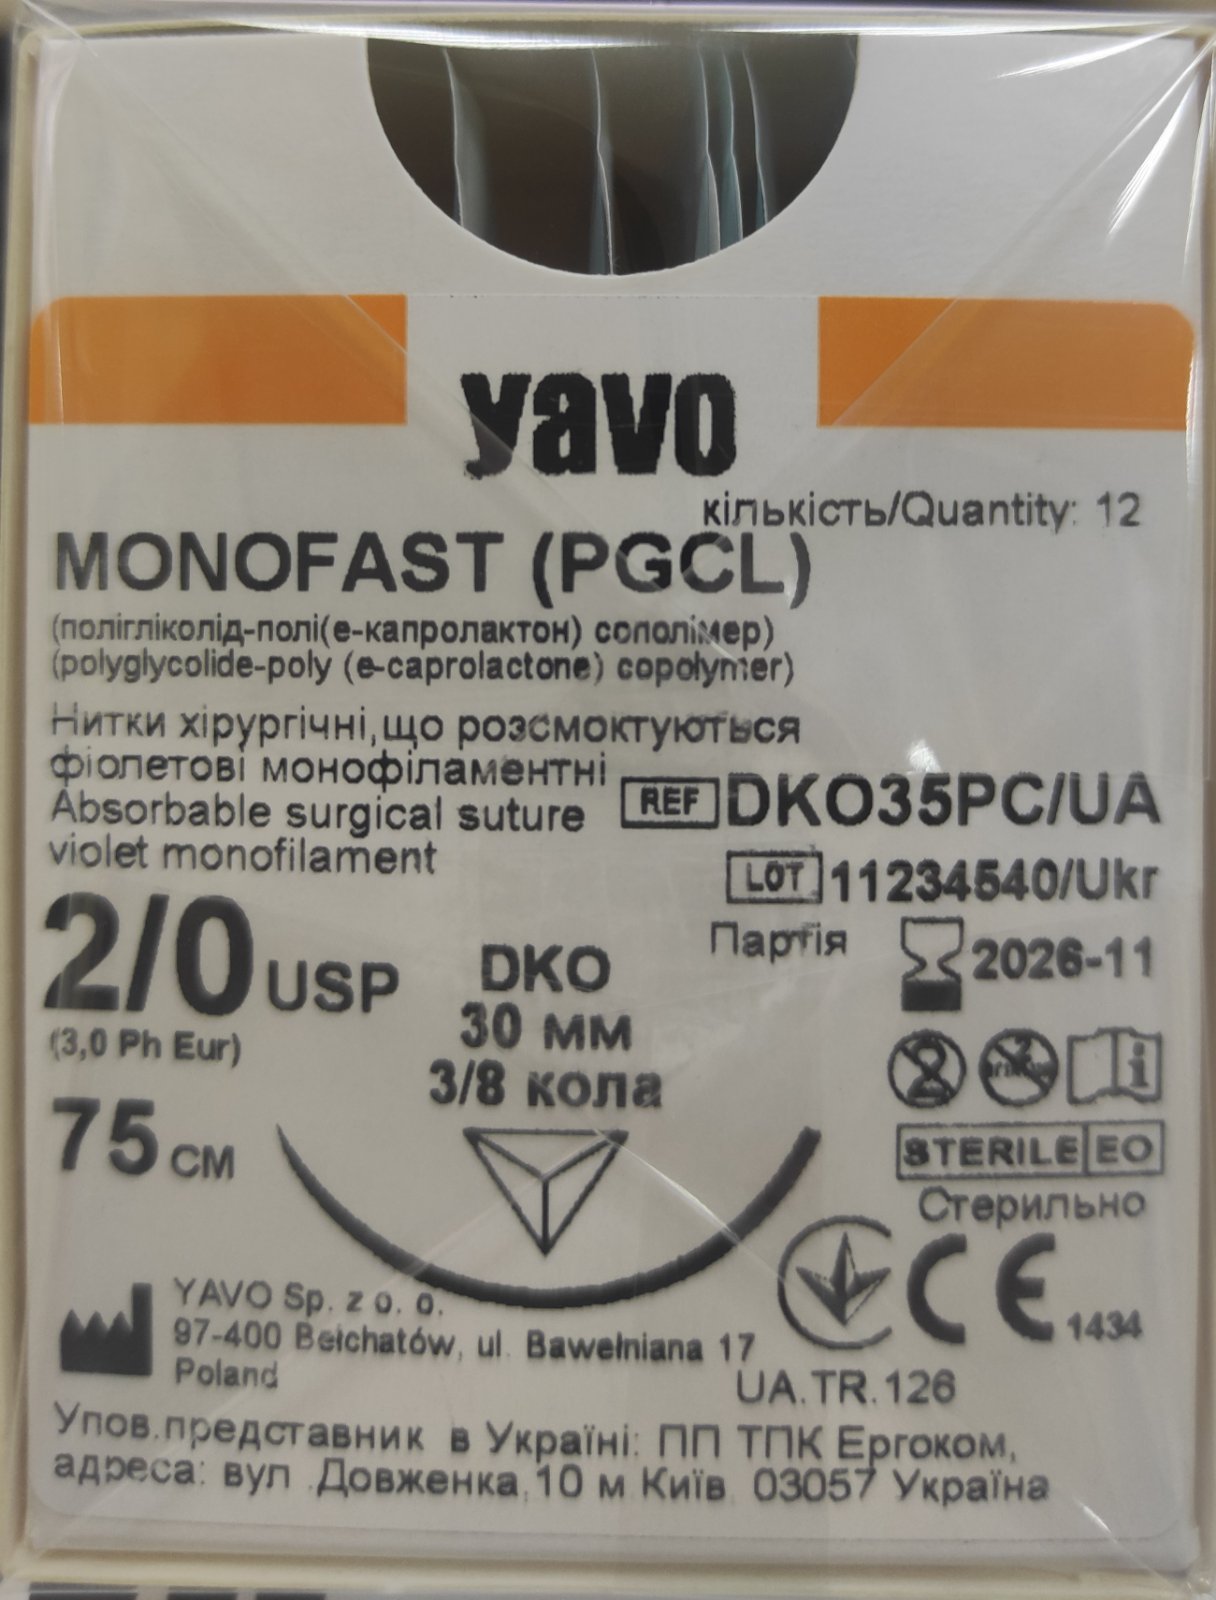 yavo
кількість/Quantity: 12
MONOFAST (PGCL)
(полігліколід-полі(е-капролактон) сополімер)
(polyglycolide-poly (e-caprolactone) copolymer)
Нитки хірургічні,що розсмоктуються
фіолетові монофіламентні
Absorbable surgical suture
violet monofilament
REF DKO35PC/UA
LOT 11234540/Ukr
Партія
2026-11
2/0 USP
(3,0 Ph Eur)
75 см
DKO
30 мм
3/8 кола
2
i
STERILE EO
Стерильно
CE 1434
UA.TR.126
YAVO Sp. z o. o.
97-400 Bełchatów, ul. Bawełniana 17
Poland
Упов.представник в Україні: ПП ТПК Ергоком,
адреса: вул .Довженка,10 м Київ 03057 Україна